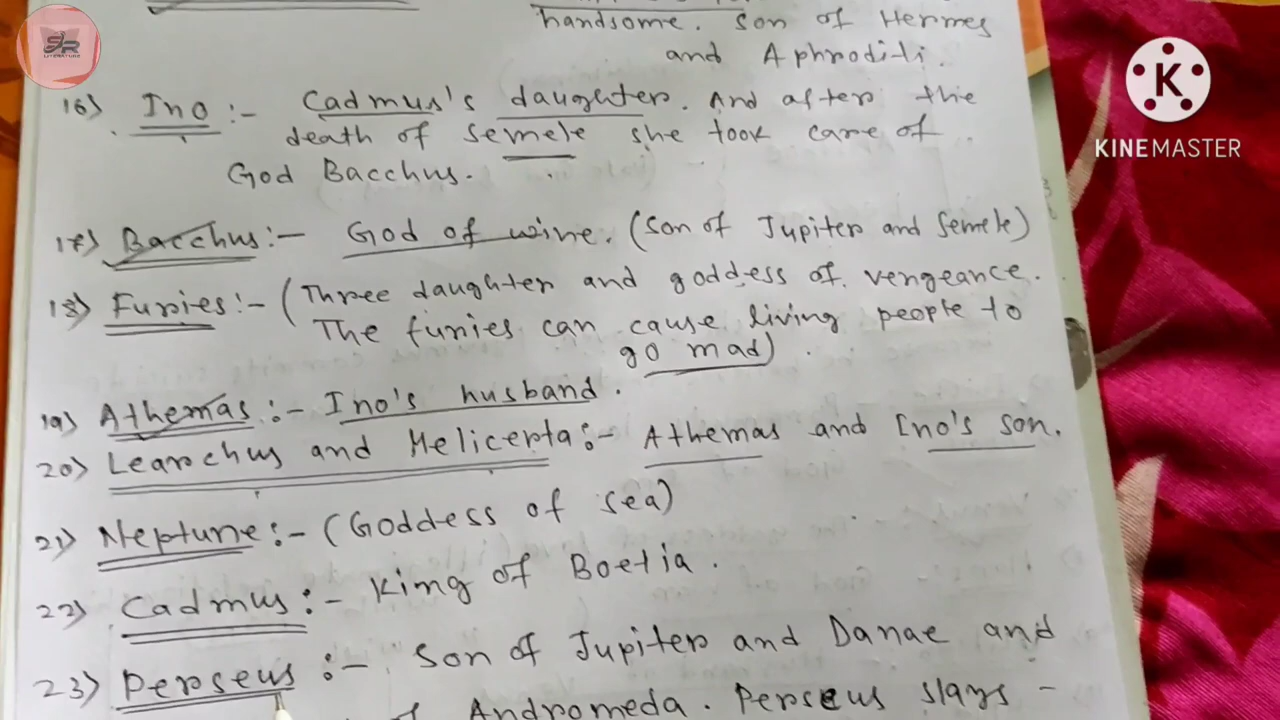 SR
LITERATURE
handsome. Son of Hermes
and Aphroditi.
K
KINEMASTER
16) Ino :- Cadmus's daughter. And after the
death of Semele she took care of
God Bacchus.
17) Bacchus :- God of wine. (Son of Jupiter and Semele)
18) Furies :- (Three daughter and goddess of vengeance.
The furies can cause living people to
go mad).
19) Athemas :- Ino's husband.
20) Learchus and Melicerta :- Athemas and Ino's son.
21) Neptune :- (Goddess of sea)
22) Cadmus :- King of Boetia.
23) Perseus :- Son of Jupiter and Danae and
Andromeda. Perseus slays -